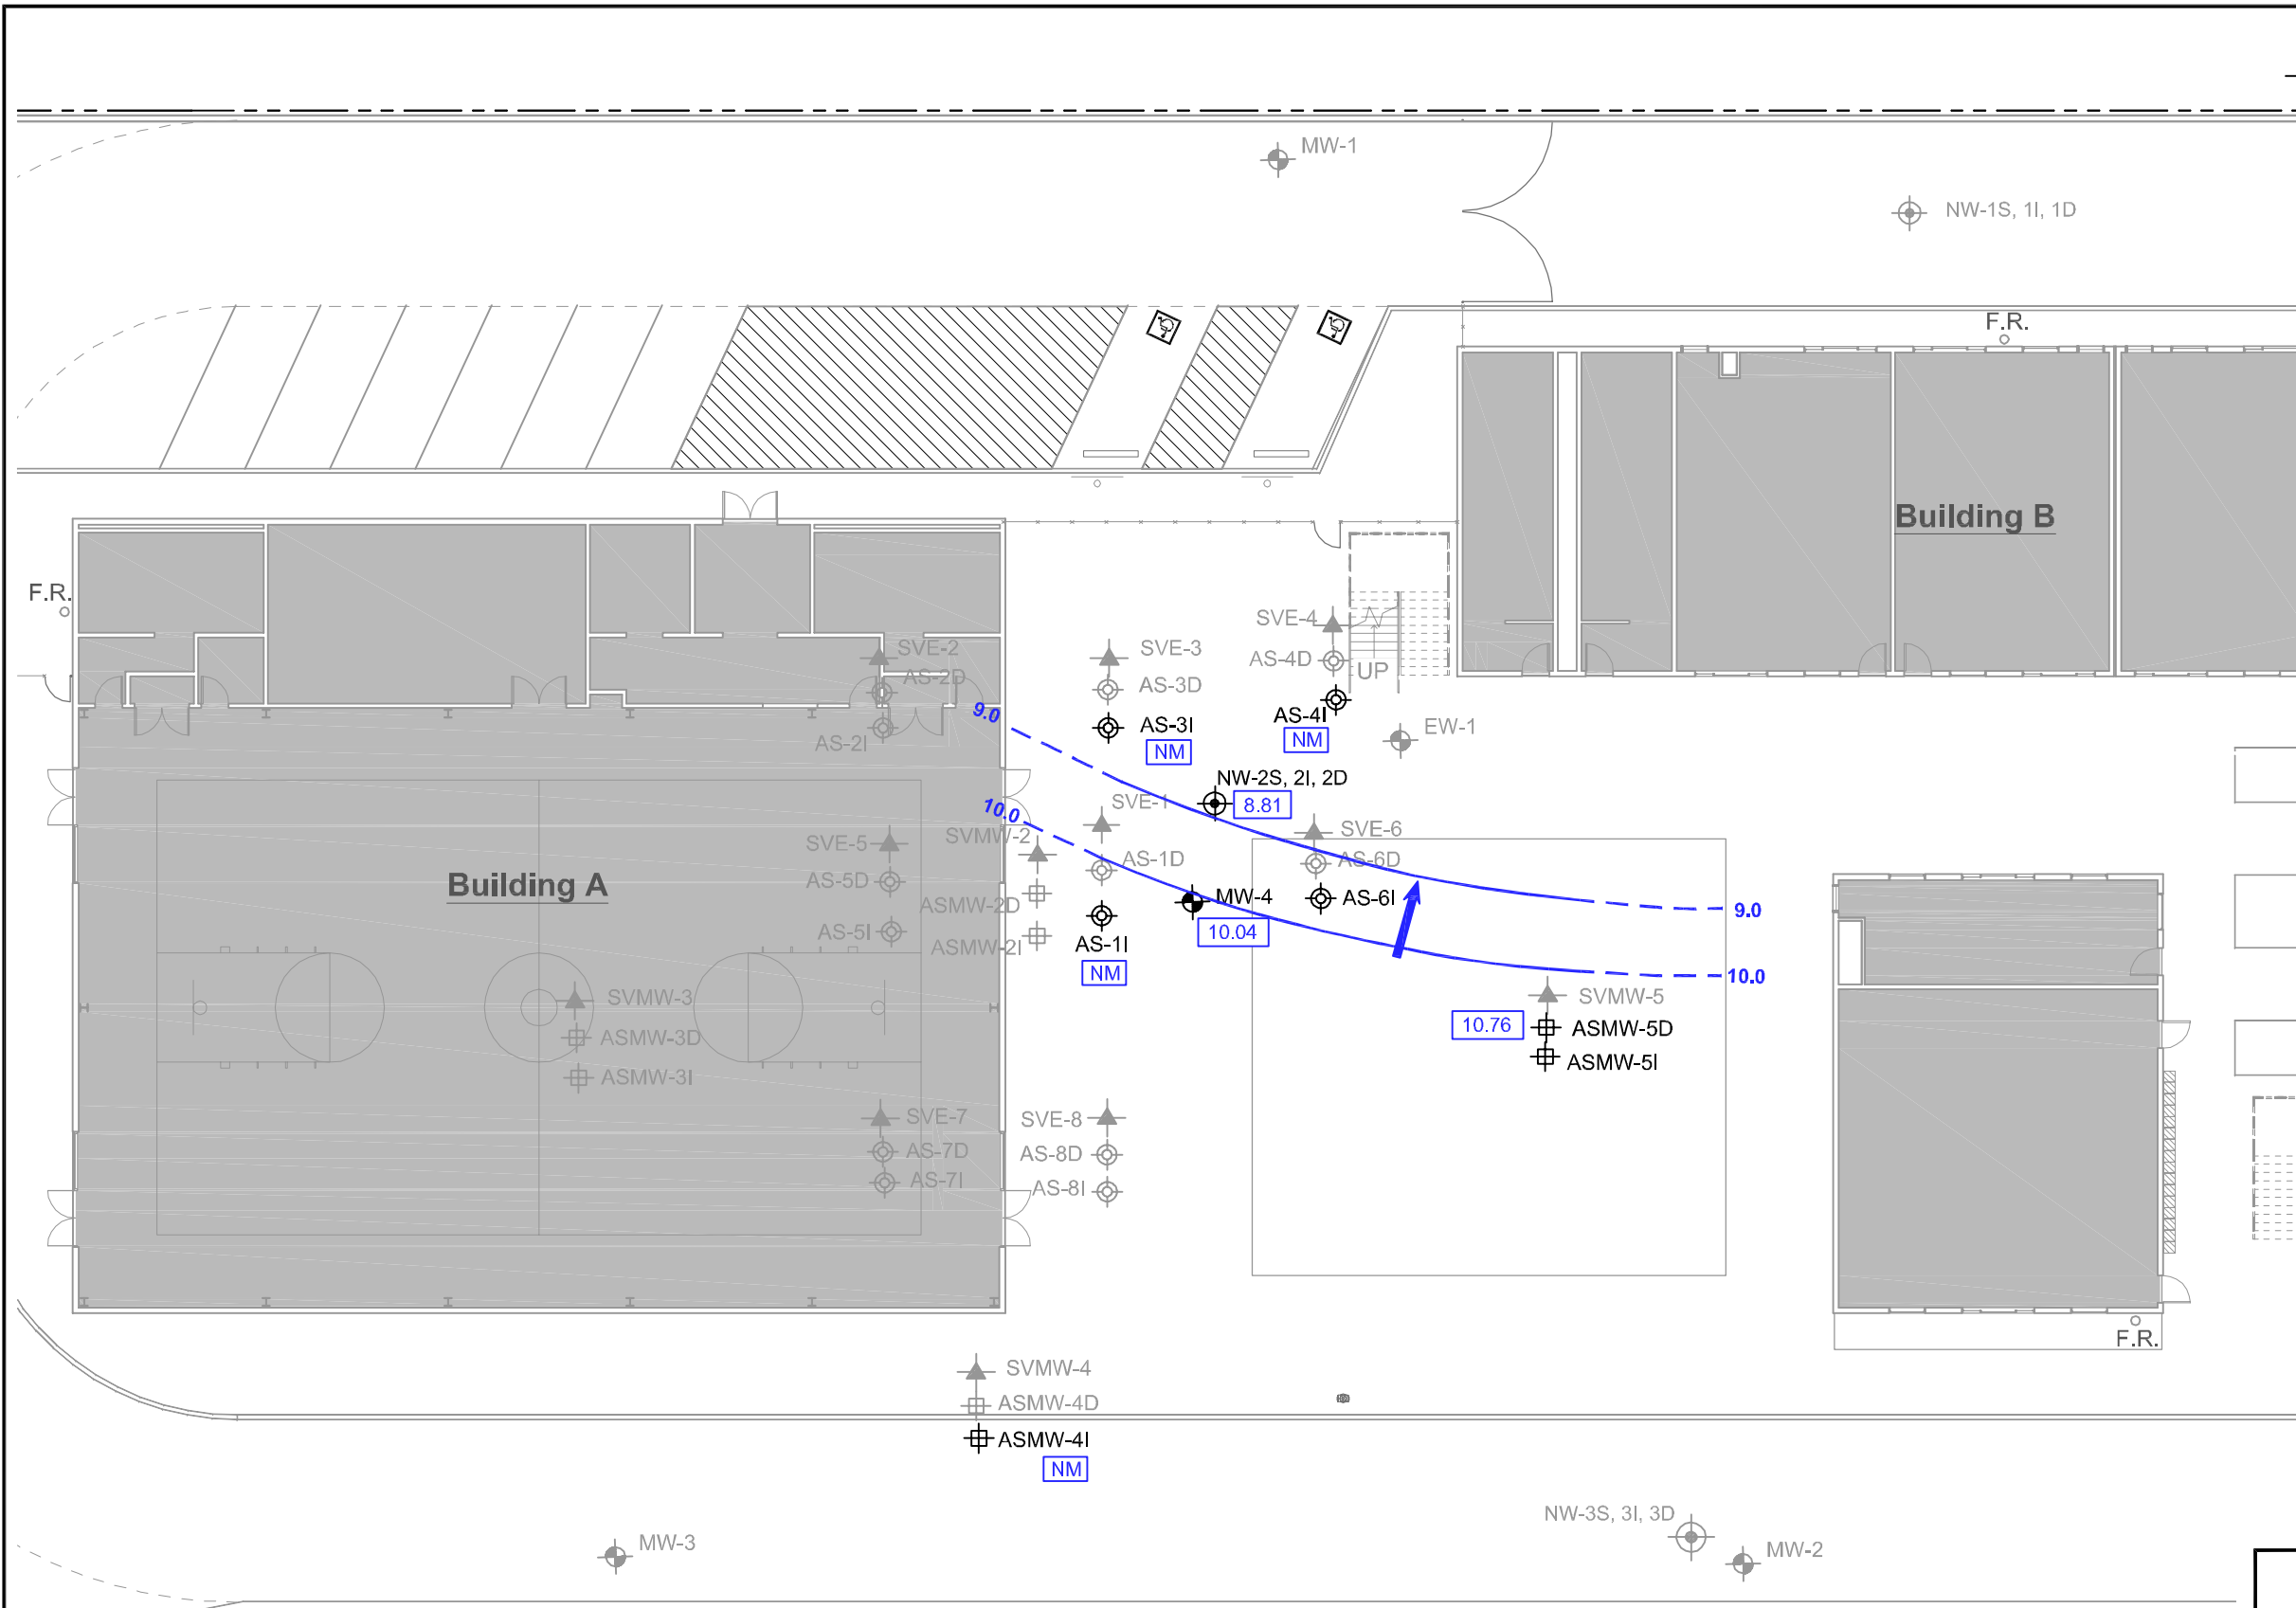 MW-1
NW-1S, 1I, 1D
F.R.
Building B
F.R.
SVE-4
SVE-2
SVE-3
AS-4D
UP
AS-2D
AS-3D
9.0
AS-3I
AS-4I
EW-1
AS-2I
NM
NM
NW-2S, 2I, 2D
10.0
SVE-1
8.81
SVE-5
SVMW-2
SVE-6
AS-1D
AS-6D
Building A
AS-5D
ASMW-2D
MW-4
AS-6I
9.0
AS-5I
ASMW-2I
AS-1I
10.04
NM
10.0
SVMW-3
SVMW-5
10.76
ASMW-5D
ASMW-3D
ASMW-5I
ASMW-3I
SVE-7
SVE-8
AS-7D
AS-8D
AS-7I
AS-8I
F.R.
SVMW-4
ASMW-4D
ASMW-4I
NM
NW-3S, 3I, 3D
MW-3
MW-2